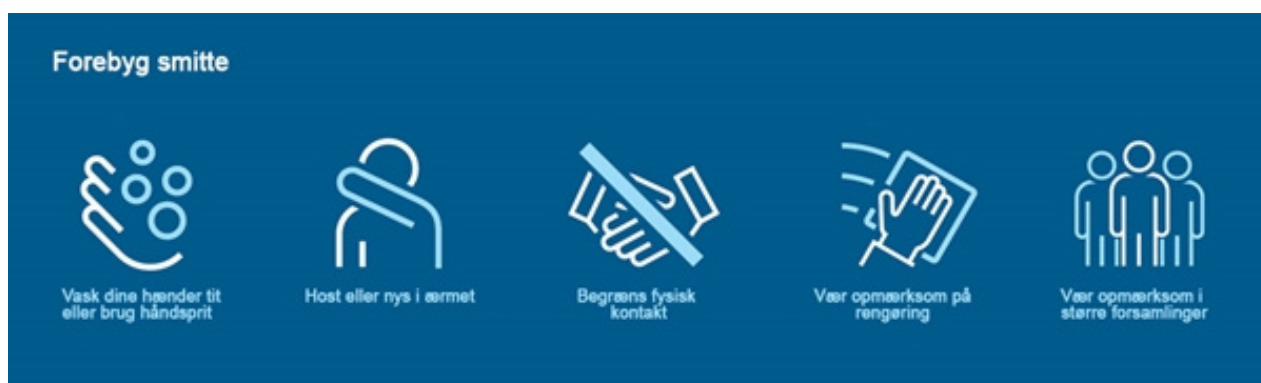 Forebyg smitte
Vask dine hænder tit
eller brug håndsprit
Host eller nys i ærmet
Begræns fysisk
kontakt
Vær opmærksom på
rengøring
Vær opmærksom i
større forsamlinger